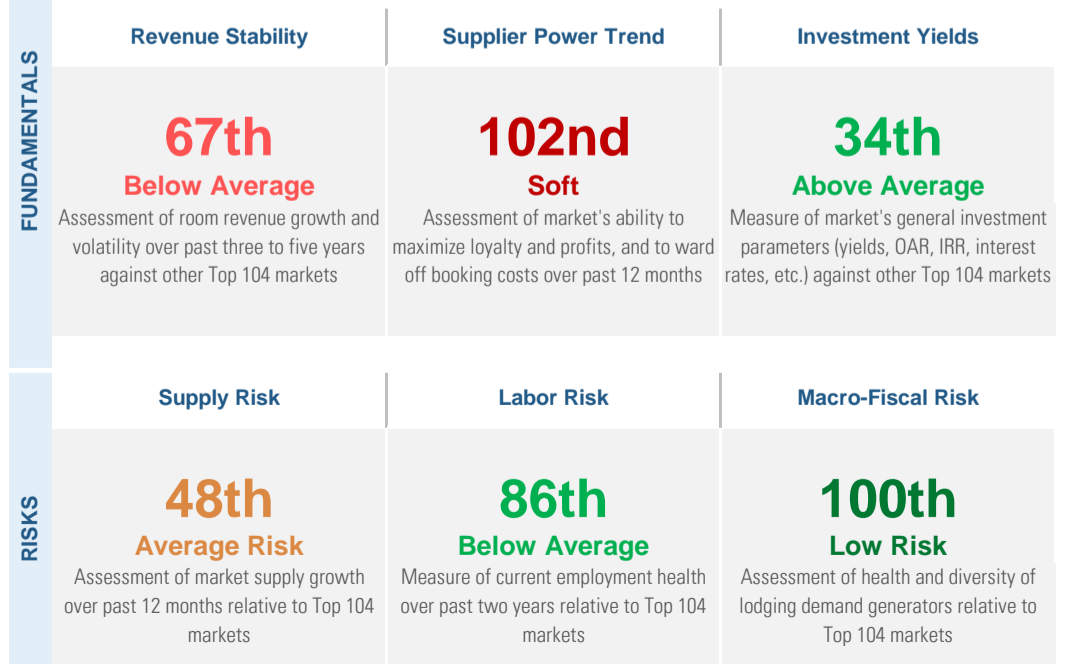 FUNDAMENTALS
Revenue Stability
67th
Below Average
Assessment of room revenue growth and
volatility over past three to five years
against other Top 104 markets
Supplier Power Trend
102nd
Soft
Assessment of market's ability to
maximize loyalty and profits, and to ward
off booking costs over past 12 months
Investment Yields
34th
Above Average
Measure of market's general investment
parameters (yields, OAR, IRR, interest
rates, etc.) against other Top 104 markets
RISKS
Supply Risk
48th
Average Risk
Assessment of market supply growth
over past 12 months relative to Top 104
markets
Labor Risk
86th
Below Average
Measure of current employment health
over past two years relative to Top 104
markets
Macro-Fiscal Risk
100th
Low Risk
Assessment of health and diversity of
lodging demand generators relative to
Top 104 markets